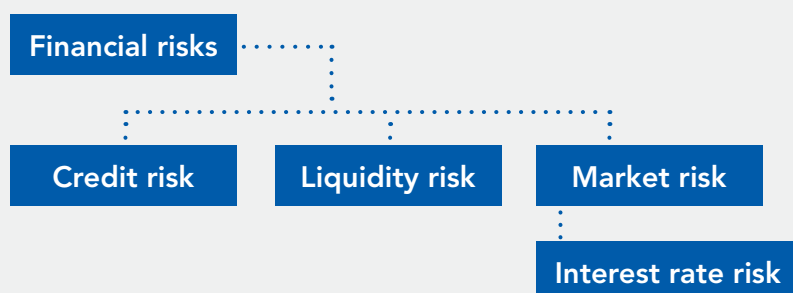 Financial risks
Credit risk
Liquidity risk
Market risk
Interest rate risk